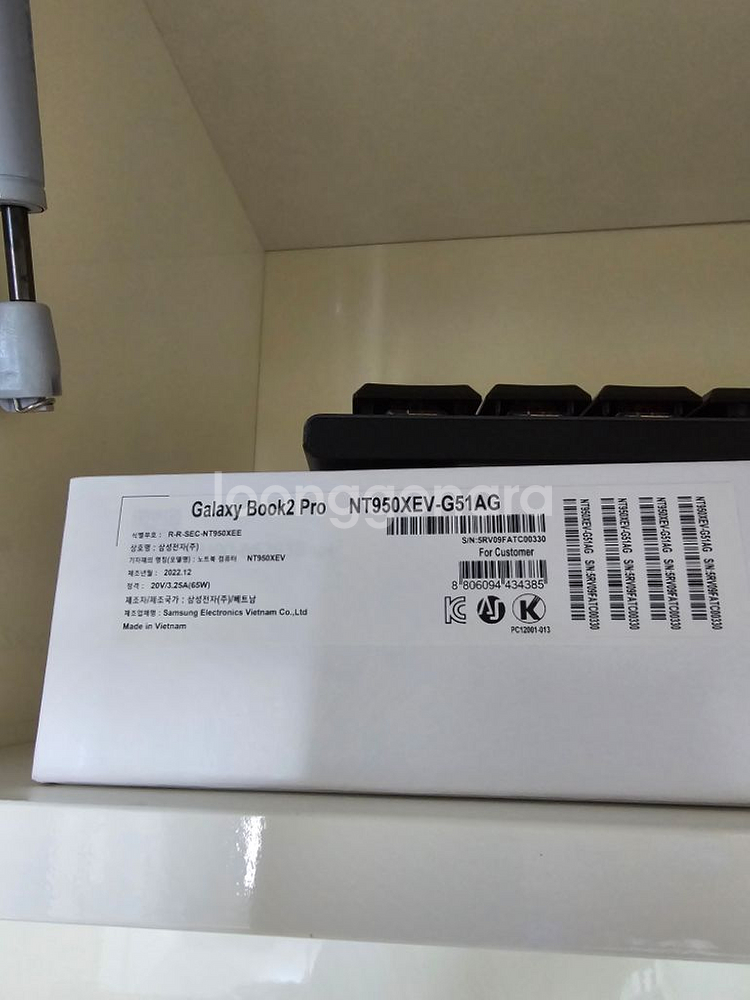 loonggopara
Galaxy Book2 Pro NT950XEV-G51AG
식별부호 : R-R-SEC-NT950XEE
상호명 : 삼성전자(주)
기자재의 명칭(모델명) : 노트북 컴퓨터 NT950XEV
제조년월 : 2022.12
정격 : 20V/3.25A(65W)
제조자/제조국가 : 삼성전자(주)/베트남
제조업체명 : Samsung Electronics Vietnam Co.,Ltd
Made in Vietnam
S/N:5RV09FATC00330
For Customer
8 806094 434385
PC12001-013
NT950XEV-G51AG S/N:5RV09FATC00330
NT950XEV-G51AG S/N:5RV09FATC00330
NT950XEV-G51AG S/N:5RV09FATC00330
NT950XEV-G51AG S/N:5RV09FATC00330